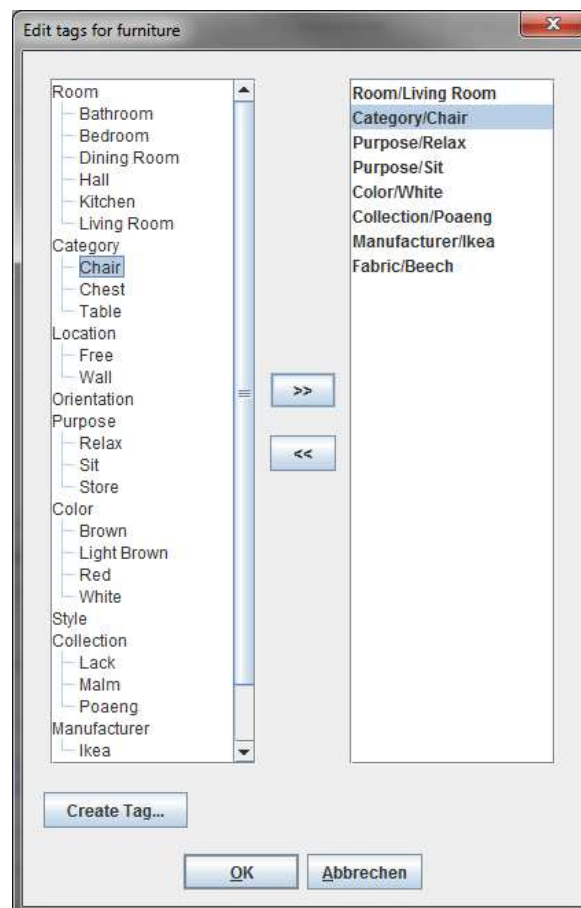 Edit tags for furniture
Room
Bathroom
Bedroom
Dining Room
Hall
Kitchen
Living Room
Category
Chair
Chest
Table
Location
Free
Wall
Orientation
Purpose
Relax
Sit
Store
Color
Brown
Light Brown
Red
White
Style
Collection
Lack
Malm
Poaeng
Manufacturer
Ikea
>>
<<
Room/Living Room
Category/Chair
Purpose/Relax
Purpose/Sit
Color/White
Collection/Poaeng
Manufacturer/Ikea
Fabric/Beech
Create Tag...
OK
Abbrechen